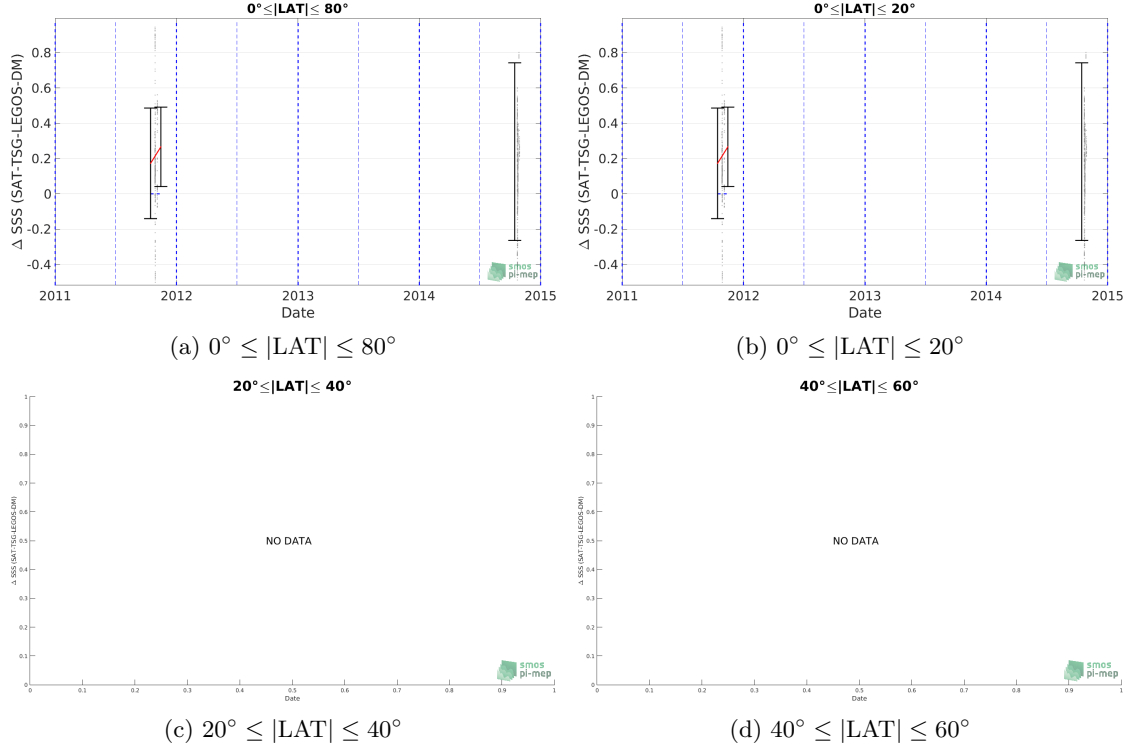 0°≤|LAT|≤ 80°
Δ SSS (SAT-TSG-LEGOS-DM)
0.8
0.6
0.4
0.2
0
-0.2
-0.4
smos
pi-mep
2011 2012 2013 2014 2015
Date
(a) 0° ≤ |LAT| ≤ 80°
0°≤|LAT|≤ 20°
Δ SSS (SAT-TSG-LEGOS-DM)
0.8
0.6
0.4
0.2
0
-0.2
-0.4
smos
pi-mep
2011 2012 2013 2014 2015
Date
(b) 0° ≤ |LAT| ≤ 20°
20°≤|LAT|≤ 40°
Δ SSS (SAT-TSG-LEGOS-DM)
1
0.9
0.8
0.7
0.6
0.5
0.4
0.3
0.2
0.1
0
NO DATA
smos
pi-mep
0 0.1 0.2 0.3 0.4 0.5 0.6 0.7 0.8 0.9 1
Date
(c) 20° ≤ |LAT| ≤ 40°
40°≤|LAT|≤ 60°
Δ SSS (SAT-TSG-LEGOS-DM)
1
0.9
0.8
0.7
0.6
0.5
0.4
0.3
0.2
0.1
0
NO DATA
smos
pi-mep
0 0.1 0.2 0.3 0.4 0.5 0.6 0.7 0.8 0.9 1
Date
(d) 40° ≤ |LAT| ≤ 60°